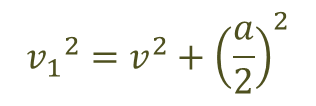 v₁² = v² + (a/2)²